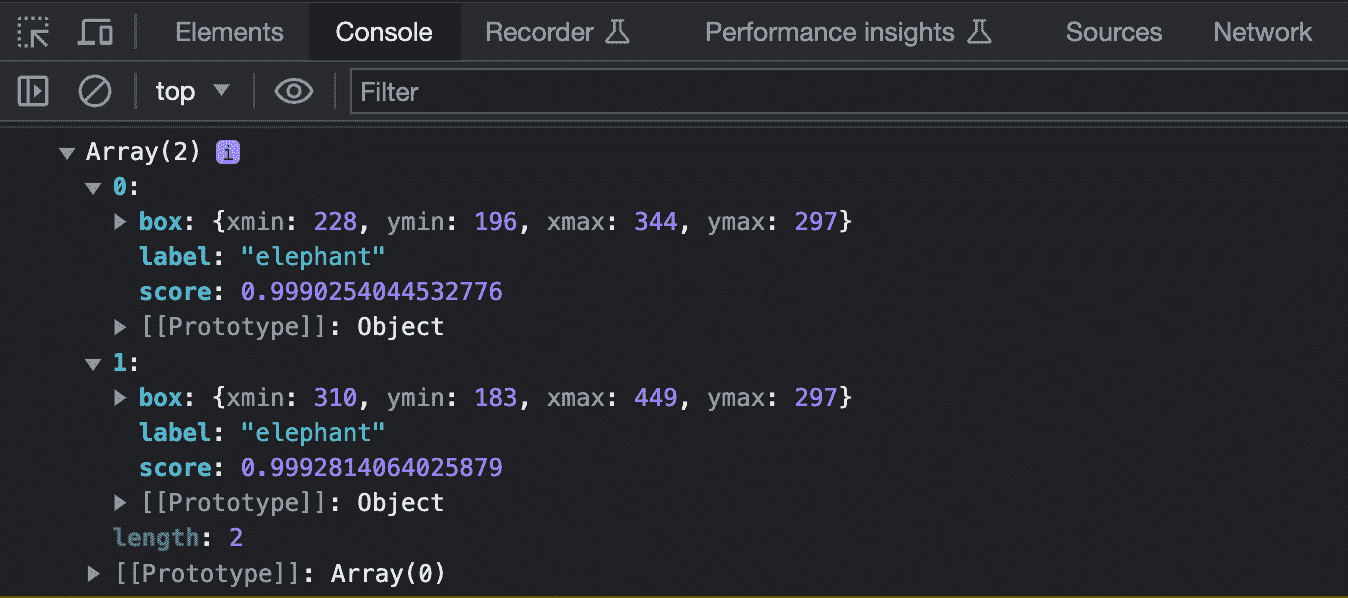 Elements Console Recorder Performance insights Sources Network
top Filter
Array(2) i
0:
box: {xmin: 228, ymin: 196, xmax: 344, ymax: 297}
label: "elephant"
score: 0.9990254044532776
[[Prototype]]: Object
1:
box: {xmin: 310, ymin: 183, xmax: 449, ymax: 297}
label: "elephant"
score: 0.9992814064025879
[[Prototype]]: Object
length: 2
[[Prototype]]: Array(0)